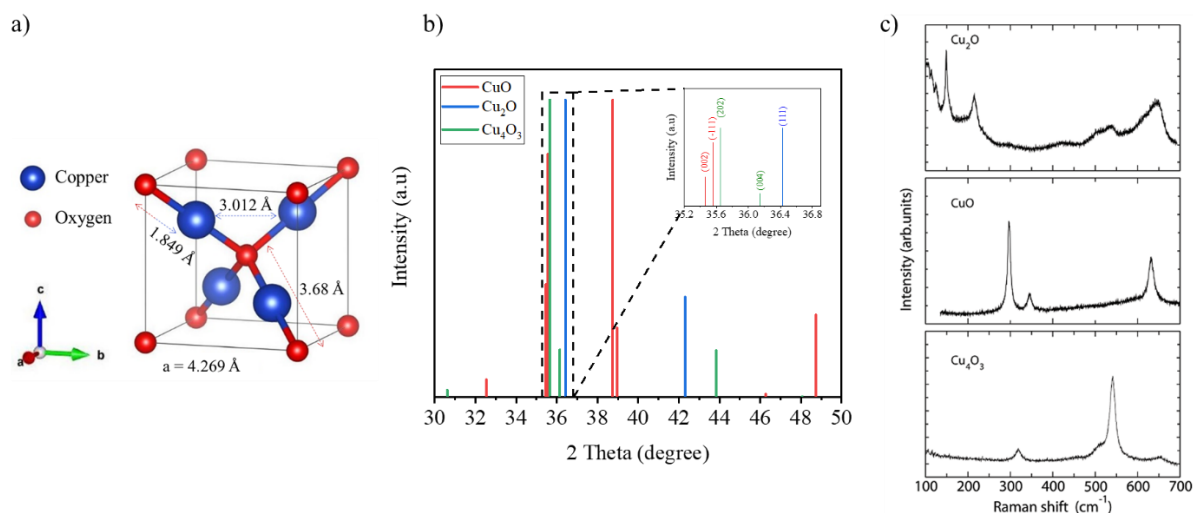 a)
Copper
Oxygen
3.012 Å
1.849 Å
3.68 Å
a = 4.269 Å
c
b
a
b)
CuO
Cu₂O
Cu₄O₃
Intensity (a.u)
30 32 34 36 38 40 42 44 46 48 50
2 Theta (degree)
Intensity (a.u)
(002)
(-111)
(202)
(004)
(111)
35.2 35.6 36.0 36.4 36.8
2 Theta (degree)
c)
Cu₂O
CuO
Cu₄O₃
Intensity (arb.units)
100 200 300 400 500 600 700
Raman shift (cm⁻¹)